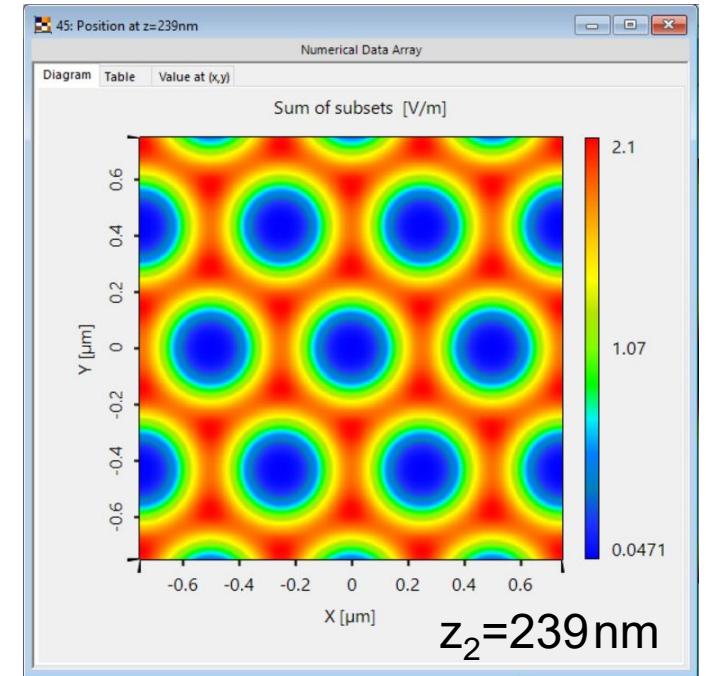 45: Position at z=239nm
Numerical Data Array
Diagram Table Value at (x,y)
Sum of subsets [V/m]
2.1
1.07
0.0471
Y [µm]
0.6
0.4
0.2
0
-0.2
-0.4
-0.6
-0.6 -0.4 -0.2 0 0.2 0.4 0.6
X [µm]
z₂=239nm